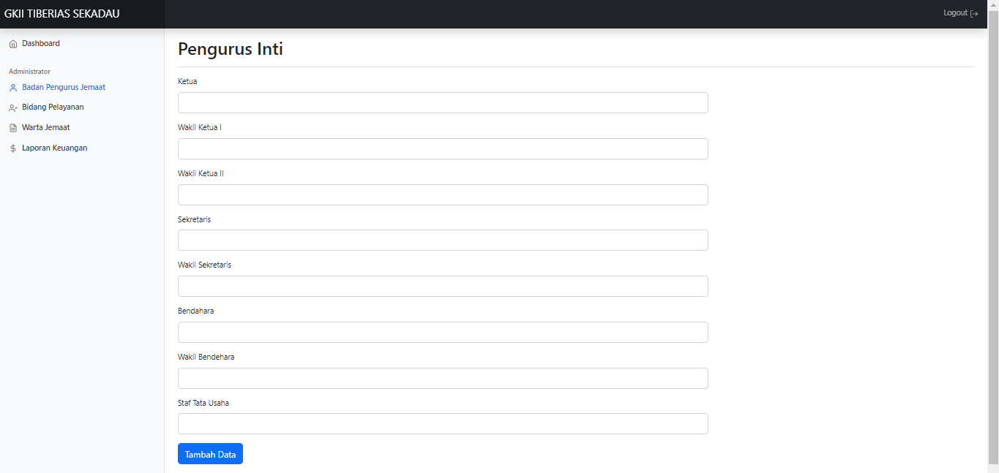 GKII TIBERIAS SEKADAU
Logout
Dashboard
Administrator
Badan Pengurus Jemaat
Bidang Pelayanan
Warta Jemaat
Laporan Keuangan
Pengurus Inti
Ketua
Wakil Ketua I
Wakil Ketua II
Sekretaris
Wakil Sekretaris
Bendahara
Wakil Bendehara
Staf Tata Usaha
Tambah Data